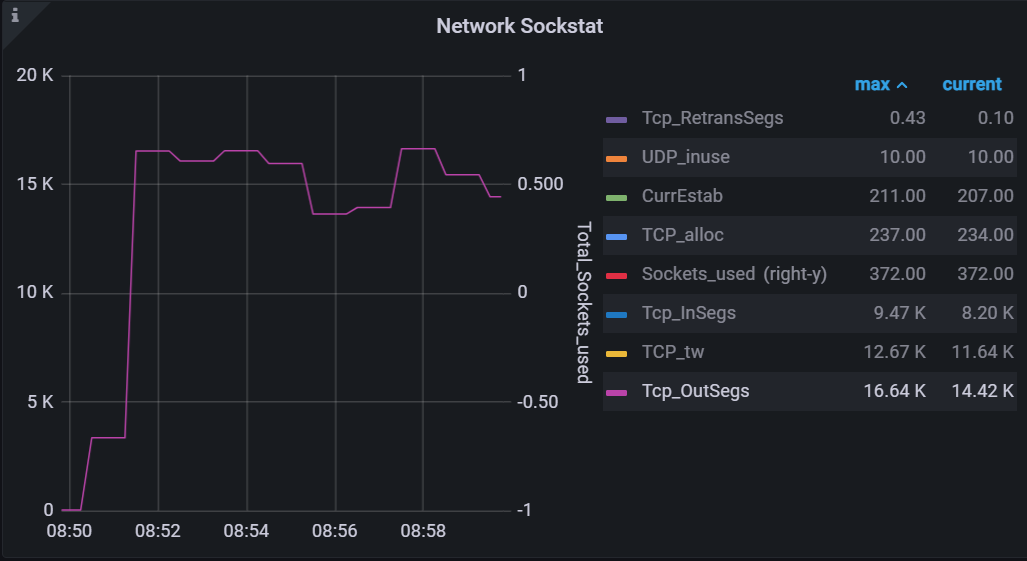 Network Sockstat
20 K
15 K
10 K
5 K
0
1
0.500
0
-0.50
-1
08:50 08:52 08:54 08:56 08:58
Total_Sockets_used
max current
Tcp_RetransSegs 0.43 0.10
UDP_inuse 10.00 10.00
CurrEstab 211.00 207.00
TCP_alloc 237.00 234.00
Sockets_used (right-y) 372.00 372.00
Tcp_InSegs 9.47 K 8.20 K
TCP_tw 12.67 K 11.64 K
Tcp_OutSegs 16.64 K 14.42 K